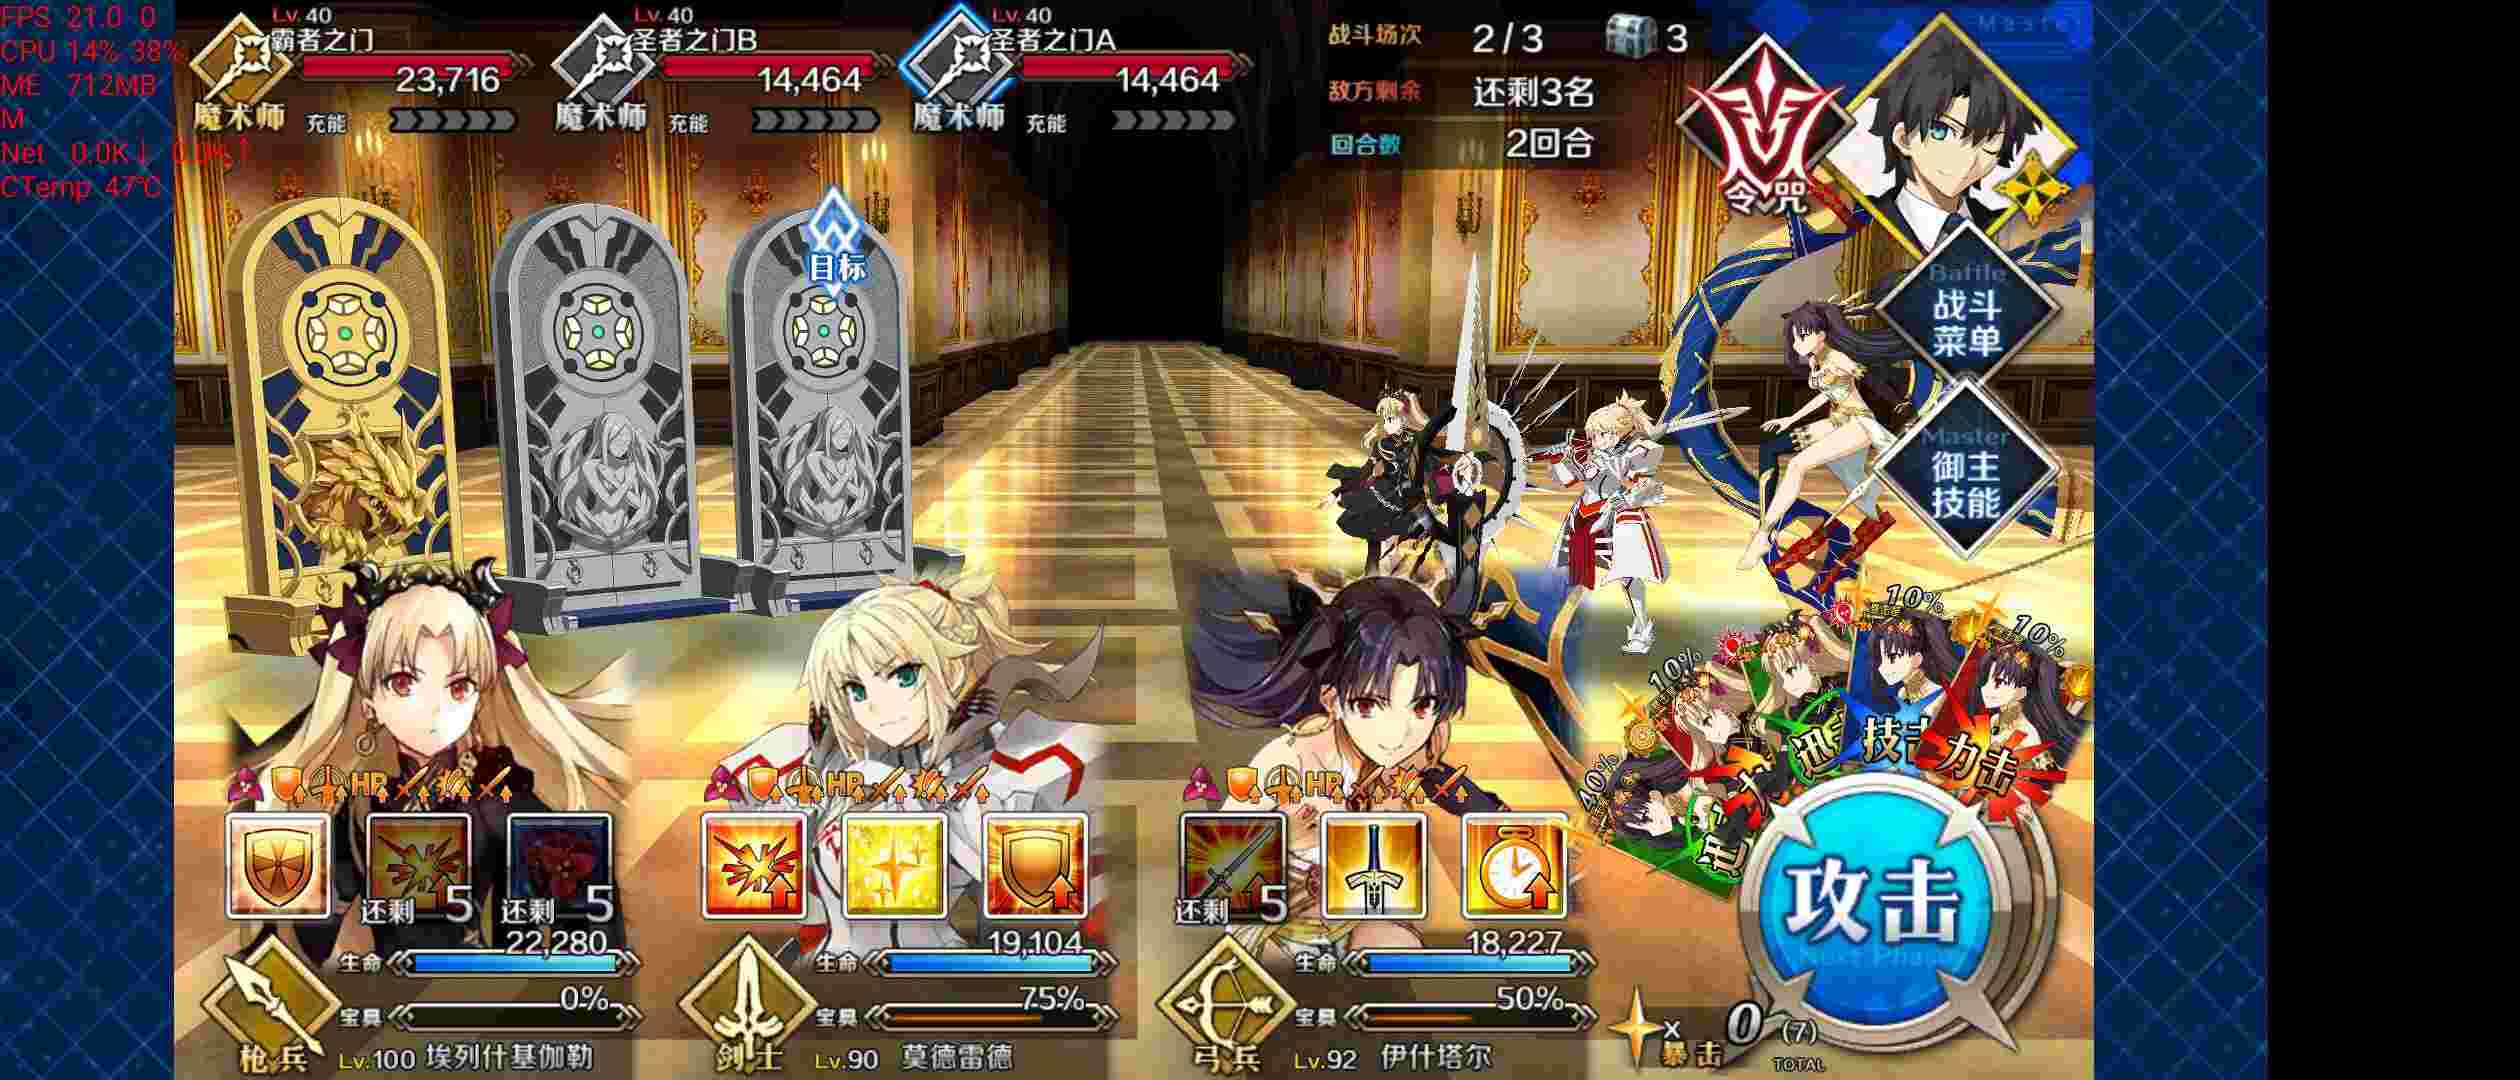 FPS 21.0 0
CPU 14% 38%
ME 712MB
M
Net 0.0K↓ 0.0K↑
CTemp 47℃
Lv.40
霸者之门
23,716
魔术师
充能
Lv.40
圣者之门B
14,464
魔术师
充能
Lv.40
圣者之门A
14,464
魔术师
充能
战斗场次 2/3 3
敌方剩余 还剩3名
回合数 2回合
Master
令咒
目标
Battle
战斗
菜单
Master
御主
技能
HP
HP
HP
还剩 5
还剩 5
还剩 5
22,280
生命
0%
宝具
枪兵
Lv.100 埃列什基伽勒
19,104
生命
75%
宝具
剑士
Lv.90 莫德雷德
18,227
生命
50%
宝具
弓兵
Lv.92 伊什塔尔
40%
10%
10%
10%
迅
技击
力击
攻击
Next Phase
x 0 (7)
暴击
TOTAL